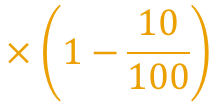 × (1 − 10/100)